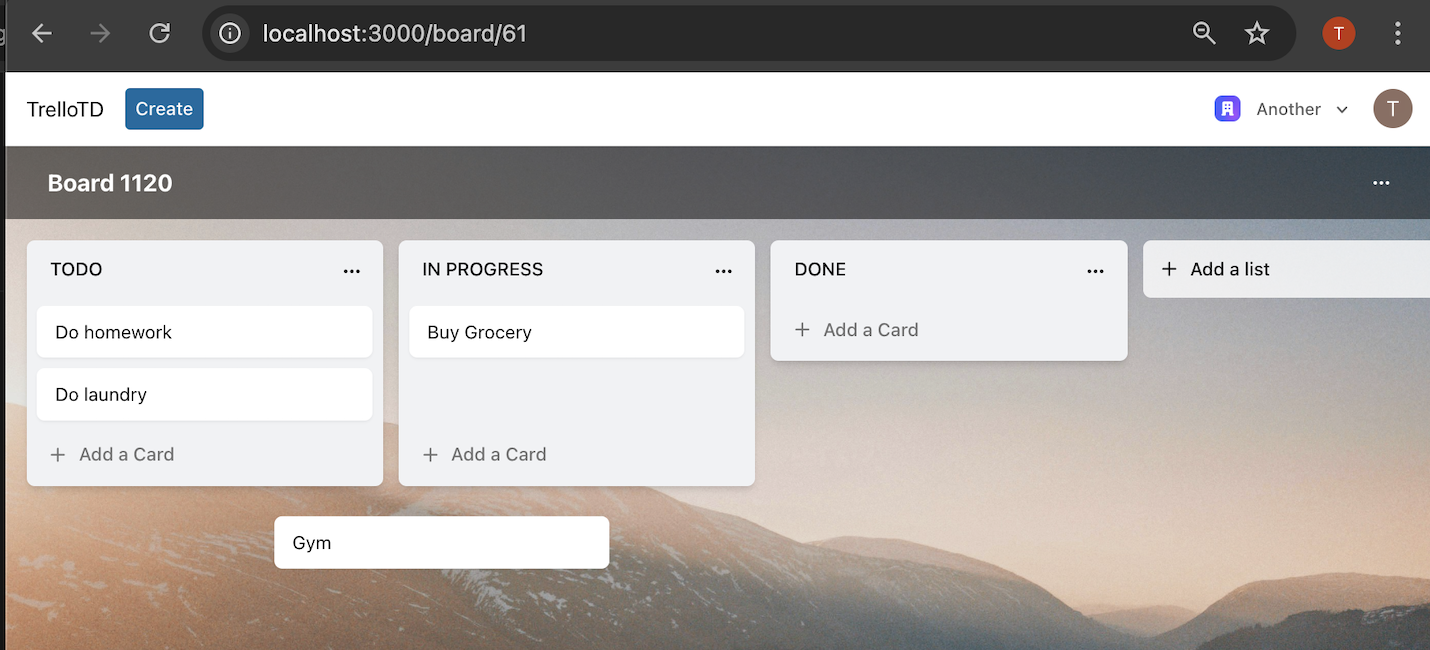 localhost:3000/board/61
T
TrelloTD
Create
Another
T
Board 1120
TODO
Do homework
Do laundry
+ Add a Card
IN PROGRESS
Buy Grocery
+ Add a Card
DONE
+ Add a Card
+ Add a list
Gym